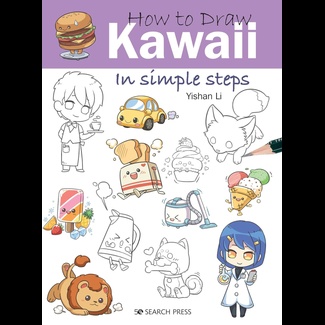 How to Draw
Kawaii
In simple steps
Yishan Li
SEARCH PRESS